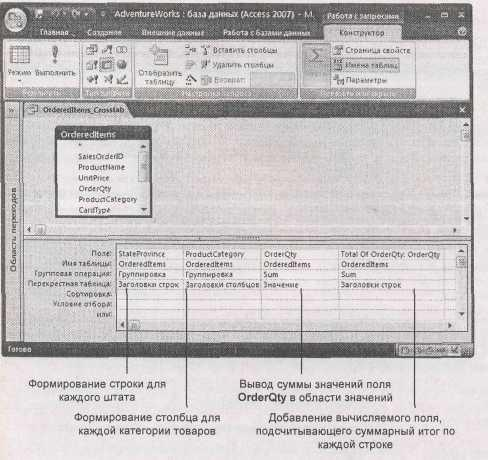 AdventureWorks : база данных (Access 2007) - M.
Работа с запросами
Главная
Создание
Внешние данные
Работа с базами данных
Конструктор
Режим
Выполнить
Отобразить таблицу
Вставить столбцы
Удалить столбцы
Возврат:
Страница свойств
Имена таблиц
Параметры
Результаты
Тип запроса
Настройка запроса
Показать или скрыть
OrderedItems_Crosstab
Область переходов
OrderedItems
*
SalesOrderID
ProductName
UnitPrice
OrderQty
ProductCategory
CardType
Поле: StateProvince ProductCategory OrderQty Total Of OrderQty: OrderQty
Имя таблицы: OrderedItems OrderedItems OrderedItems OrderedItems
Групповая операция: Группировка Группировка Sum Sum
Перекрестная таблица: Заголовки строк Заголовки столбцов Значение Заголовки строк
Сортировка:
Условие отбора:
или:
Готово
Формирование строки для каждого штата
Вывод суммы значений поля OrderQty в области значений
Формирование столбца для каждой категории товаров
Добавление вычисляемого поля, подсчитывающего суммарный итог по каждой строке